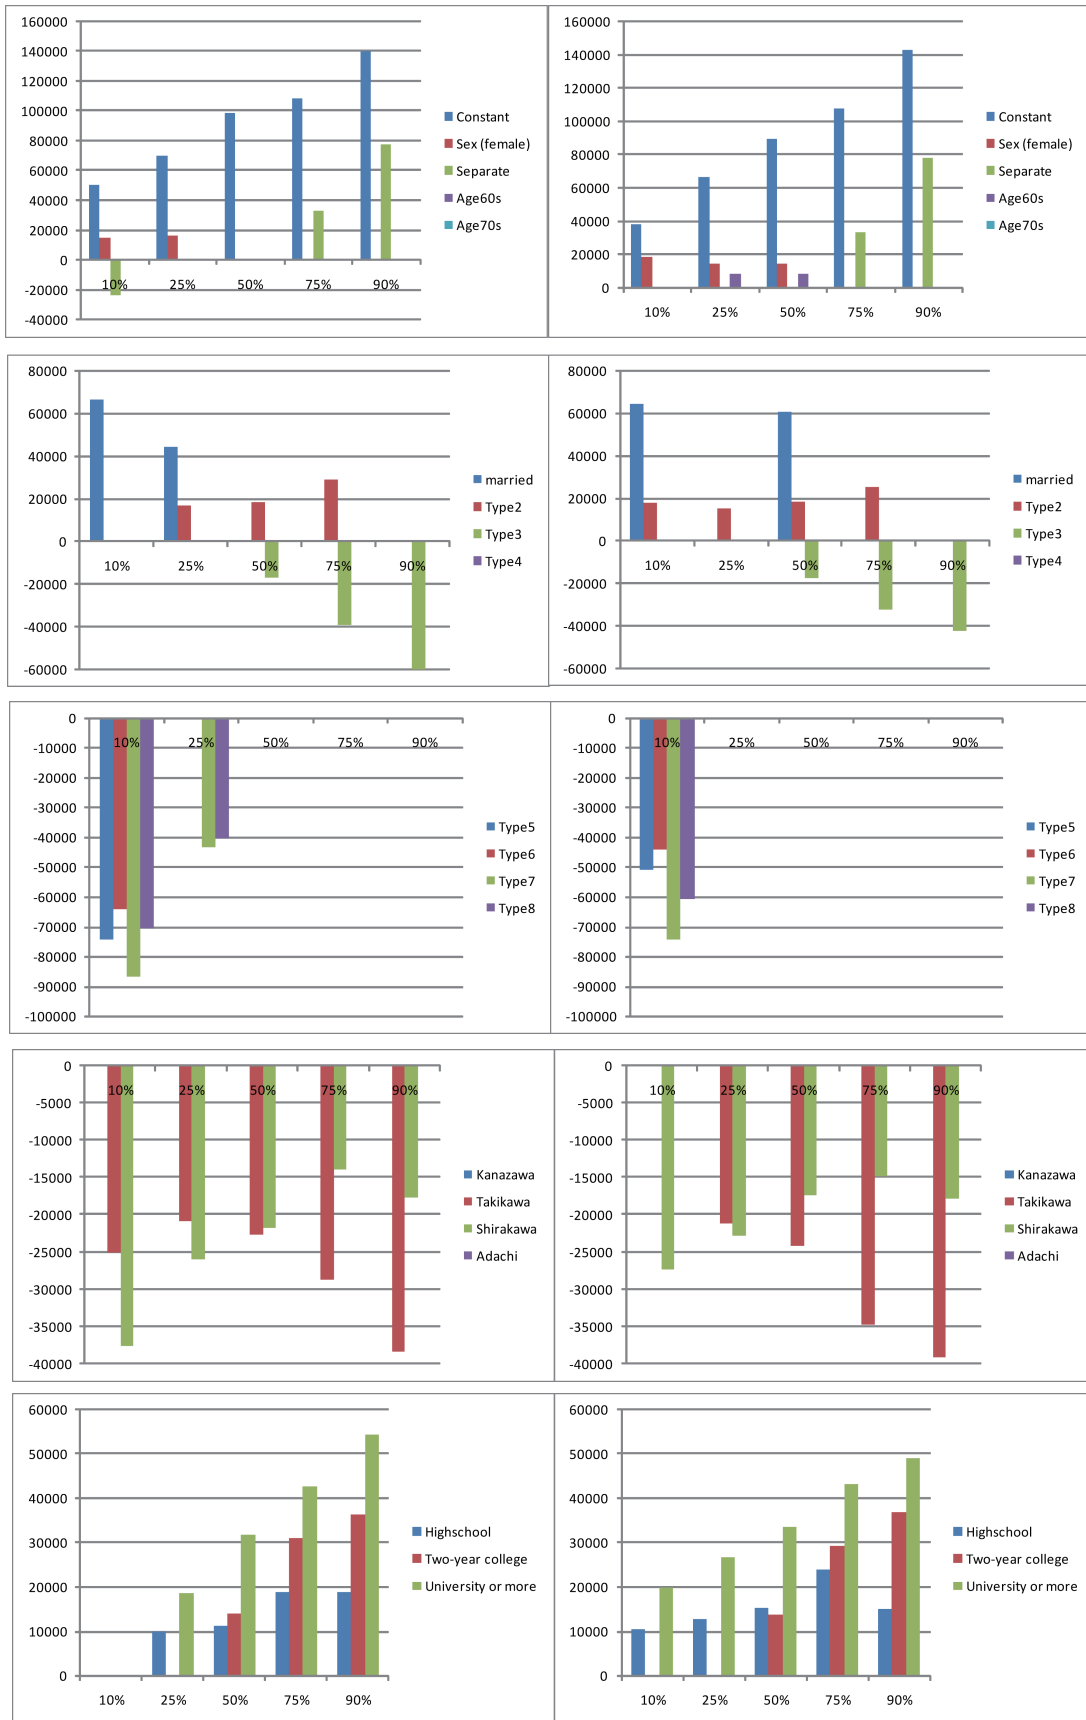 160000
140000
120000
100000
80000
60000
40000
20000
0
-20000
-40000
10% 25% 50% 75% 90%
Constant
Sex (female)
Separate
Age60s
Age70s
160000
140000
120000
100000
80000
60000
40000
20000
0
10% 25% 50% 75% 90%
Constant
Sex (female)
Separate
Age60s
Age70s
80000
60000
40000
20000
0
-20000
-40000
-60000
10% 25% 50% 75% 90%
married
Type2
Type3
Type4
80000
60000
40000
20000
0
-20000
-40000
-60000
10% 25% 50% 75% 90%
married
Type2
Type3
Type4
0
-10000
-20000
-30000
-40000
-50000
-60000
-70000
-80000
-90000
-100000
10% 25% 50% 75% 90%
Type5
Type6
Type7
Type8
0
-10000
-20000
-30000
-40000
-50000
-60000
-70000
-80000
-90000
-100000
10% 25% 50% 75% 90%
Type5
Type6
Type7
Type8
0
-5000
-10000
-15000
-20000
-25000
-30000
-35000
-40000
10% 25% 50% 75% 90%
Kanazawa
Takikawa
Shirakawa
Adachi
0
-5000
-10000
-15000
-20000
-25000
-30000
-35000
-40000
10% 25% 50% 75% 90%
Kanazawa
Takikawa
Shirakawa
Adachi
60000
50000
40000
30000
20000
10000
0
10% 25% 50% 75% 90%
Highschool
Two-year college
University or more
60000
50000
40000
30000
20000
10000
0
10% 25% 50% 75% 90%
Highschool
Two-year college
University or more